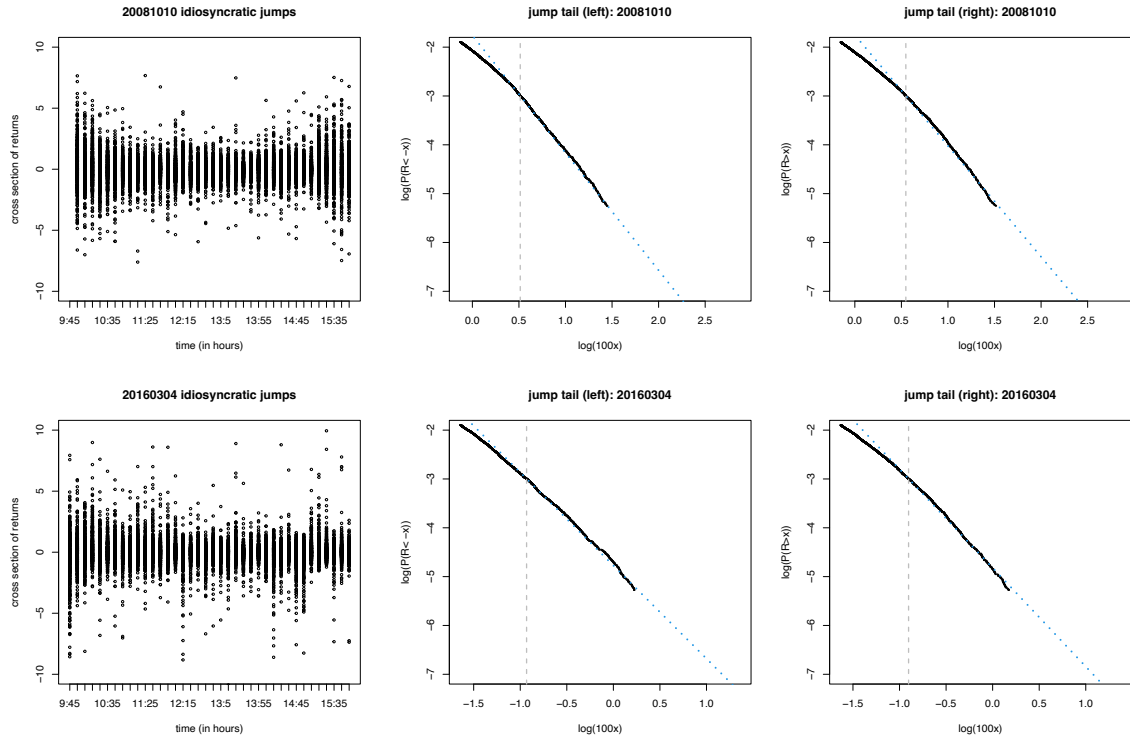 20081010 idiosyncratic jumps
cross section of returns
10
5
0
−5
−10
9:45 10:35 11:25 12:15 13:5 13:55 14:45 15:35
time (in hours)
jump tail (left): 20081010
log(P(R< −x))
-2
-3
-4
-5
-6
-7
0.0 0.5 1.0 1.5 2.0 2.5
log(100x)
jump tail (right): 20081010
log(P(R>x))
-2
-3
-4
-5
-6
-7
0.0 0.5 1.0 1.5 2.0 2.5
log(100x)
20160304 idiosyncratic jumps
cross section of returns
10
5
0
−5
−10
9:45 10:35 11:25 12:15 13:5 13:55 14:45 15:35
time (in hours)
jump tail (left): 20160304
log(P(R< −x))
-2
-3
-4
-5
-6
-7
−1.5 −1.0 −0.5 0.0 0.5 1.0
log(100x)
jump tail (right): 20160304
log(P(R>x))
-2
-3
-4
-5
-6
-7
−1.5 −1.0 −0.5 0.0 0.5 1.0
log(100x)